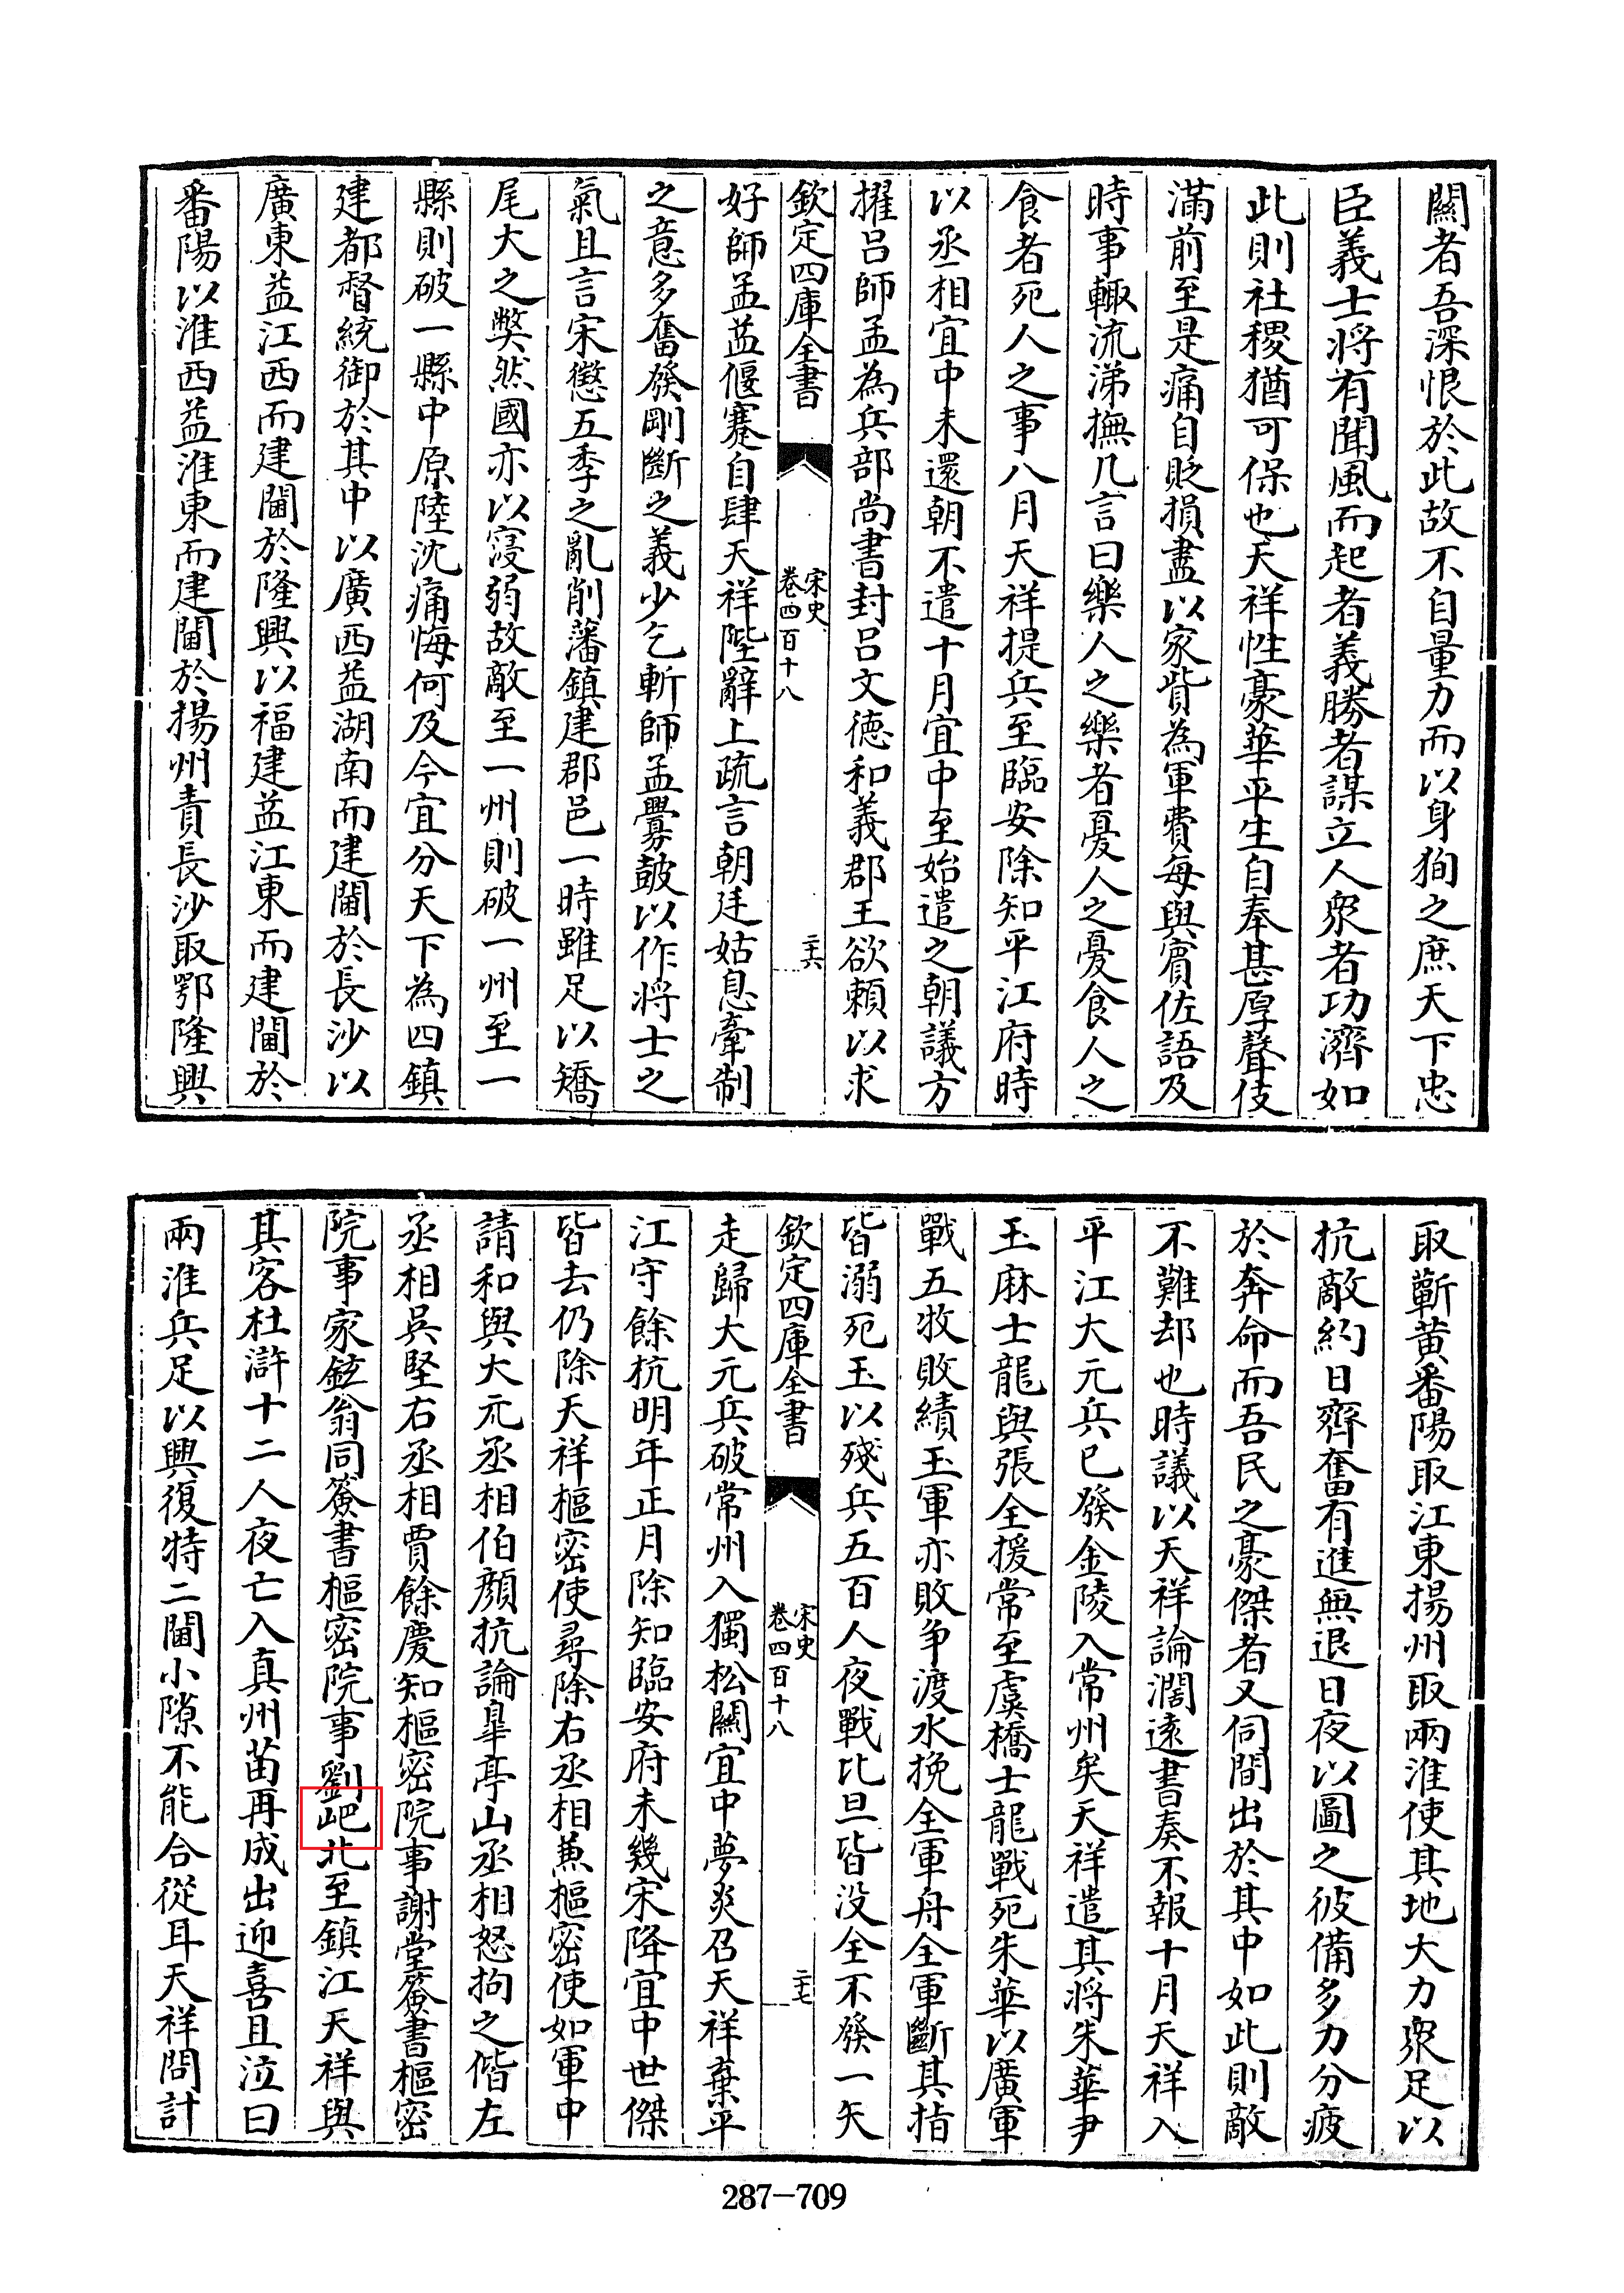 闗者吾深恨於此故不自量力而以身狥之庶天下忠
臣義士將有聞風而起者義勝者謀立人衆者功濟如
此則社稷猶可保也天祥性豪華平生自奉甚厚聲伎
滿前至是痛自貶損盡以家貲為軍費每與賓佐語及
時事輙流涕撫几言曰樂人之樂者憂人之憂食人之
食者死人之事八月天祥提兵至臨安除知平江府時
以丞相宜中未還朝不遣十月宜中至始遣之朝議方
擢吕師孟為兵部尚書封吕文徳和義郡王欲賴以求
欽定四庫全書
宋史
卷四百十八
二十六
好師孟益偃蹇自肆天祥陛辭上疏言朝廷姑息牽制
之意多奮發剛斷之義少乞斬師孟釁鼓以作將士之
氣且言宋懲五季之亂削藩鎮建郡邑一時雖足以矯
尾大之弊然國亦以寖弱故敵至一州則破一州至一
縣則破一縣中原陸沈痛悔何及今宜分天下為四鎮
建都督統御於其中以廣西益湖南而建閫於長沙以
廣東益江西而建閫於隆興以福建益江東而建閫於
番陽以淮西益淮東而建閫於揚州責長沙取鄂隆興
取蘄黄番陽取江東揚州取兩淮使其地大力衆足以
抗敵約日齊奮有進無退日夜以圖之彼備多力分疲
於奔命而吾民之豪傑者又伺間出於其中如此則敵
不難却也時議以天祥論濶逺書奏不報十月天祥入
平江大元兵已發金陵入常州矣天祥遣其將朱華尹
玉麻士龍與張全援常至虞橋士龍戰死朱華以廣軍
戰五牧敗績玉軍亦敗争渡水挽全軍舟全軍斷其指
皆溺死玉以殘兵五百人夜戰比旦皆没全不發一矢
欽定四庫全書
宋史
卷四百十八
二十七
走歸大元兵破常州入獨松闗宜中夢炎召天祥棄平
江守餘杭明年正月除知臨安府未幾宋降宜中世傑
皆去仍除天祥樞密使尋除右丞相兼樞密使如軍中
請和與大元丞相伯顔抗論臯亭山丞相怒拘之偕左
丞相吳堅右丞相賈餘慶知樞密院事謝堂簽書樞密
院事家鉉翁同簽書樞密院事劉岊北至鎮江天祥與
其客杜滸十二人夜亡入真州苗再成出迎喜且泣曰
兩淮兵足以興復特二閫小隙不能合從耳天祥問計
287-709